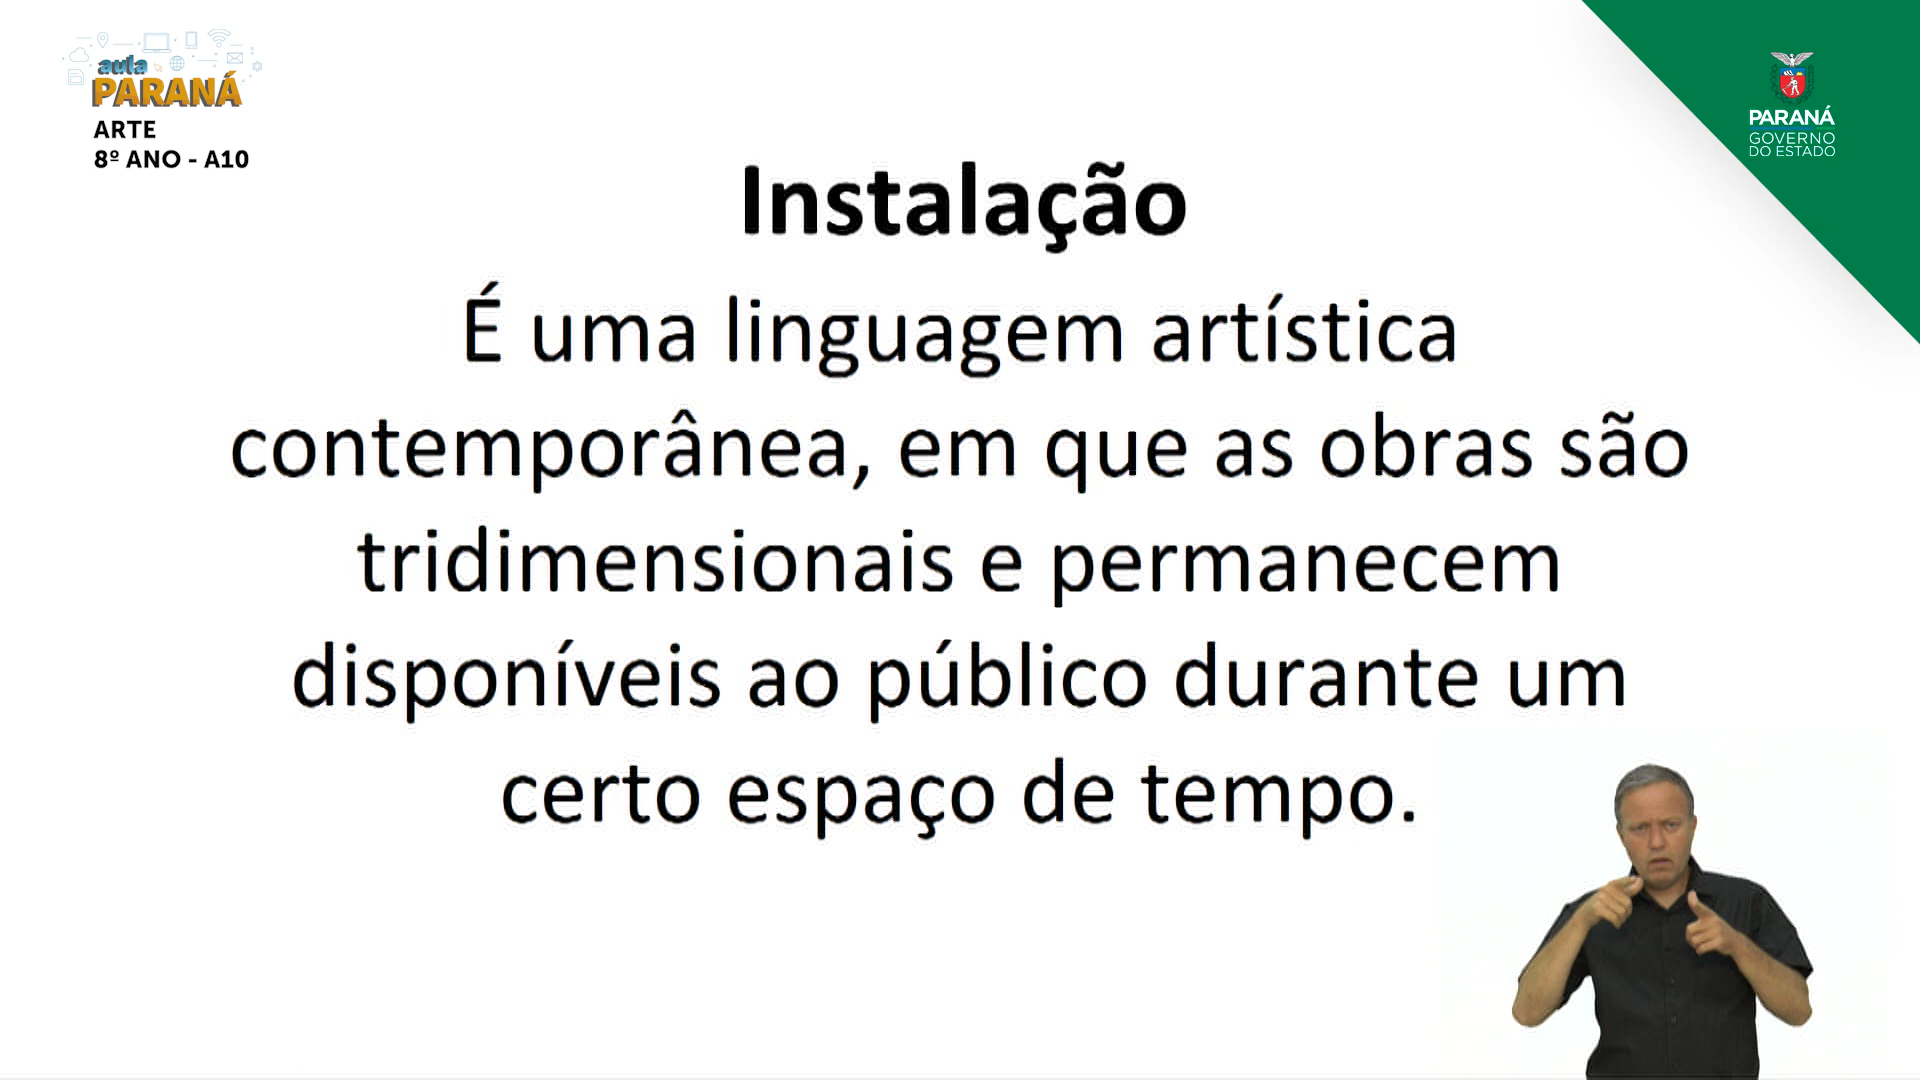 aula
PARANÁ
ARTE
8º ANO - A10
PARANÁ
GOVERNO
DO ESTADO
Instalação
É uma linguagem artística
contemporânea, em que as obras são
tridimensionais e permanecem
disponíveis ao público durante um
certo espaço de tempo.